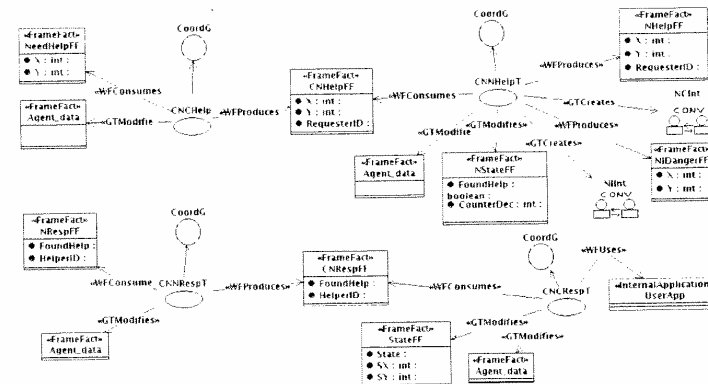 CoordG
«FrameFact»
NeedHelpFF
X : int :
Y : int :
«WFConsumes»
CNCHelp
«FrameFact»
Agent_data
«GTModifie
«WFProduces»
«FrameFact»
CNHelpFF
X : int :
Y : int :
RequesterID :
CoordG
«WFConsumes»
CNNHelpT
«WFProduces»
«FrameFact»
NHelpFF
X : int :
Y : int :
RequesterID :
«GTCreates
NCInt
CONV
«GTModifie
«FrameFact»
Agent_data
«GTModifies»
«FrameFact»
NStateFF
FoundHelp :
boolean :
CounterDec : int :
«GTCreates»
NIInt
CONV
«WFProduces»
«FrameFact»
NIDangerFF
X : int :
Y : int :
CoordG
«FrameFact»
NRespFF
FoundHelp :
HelperID :
«WFConsume
CNNRespT
«GTModifies»
«FrameFact»
Agent_data
«WFProduces»
«FrameFact»
CNRespFF
FoundHelp :
HelperID :
CoordG
«WFConsumes»
CNCRespT
«WFUses»
«InternalApplication
UserApp
«GTModifies»
«FrameFact»
StateFF
State :
SX : int :
SY : int :
«GTModifies»
«FrameFact»
Agent_data